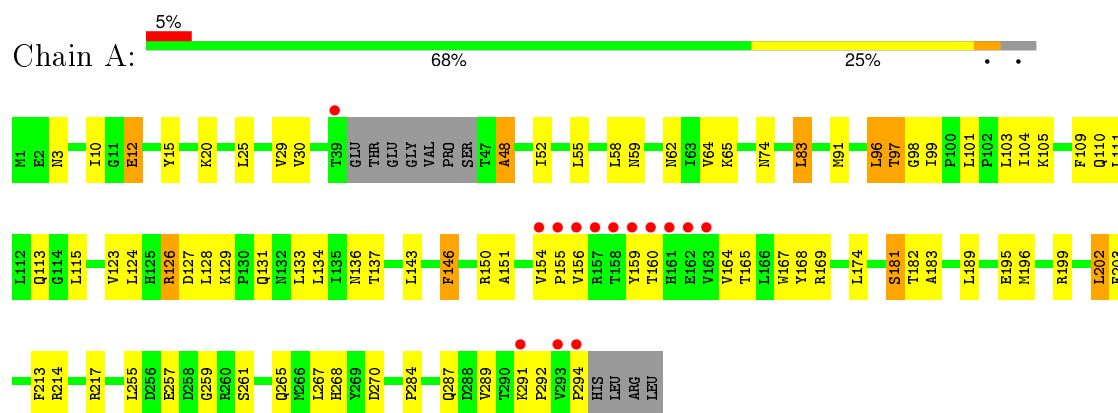 5%
Chain A:
68% 25% • •
M1 E2 N3 I10 G11 E12 Y15 K20 L25 V29 V30 T39 GLU THR GLU GLY VAL PRO SER T47 A48 I52 L55 L58 N59 N62 I63 V64 K65 N74 L83 M91 L96 T97 G98 I99 P100 L101 P102 L103 I104 K105 F109 Q110 L111
L112 Q113 G114 L115 V123 L124 H125 R126 D127 L128 K129 P130 Q131 N132 L133 L134 I135 N136 T137 L143 F146 R150 A151 V154 P155 V156 R157 T158 Y159 T160 H161 E162 V163 V164 T165 L166 W167 Y168 R169 L174 S181 T182 A183 L189 E195 M196 R199 L202 F203
F213 R214 R217 L255 D256 E257 D258 G259 R260 S261 Q265 M266 L267 H268 Y269 D270 P284 Q287 D288 V289 T290 K291 P292 V293 P294 HIS LEU ARG LEU